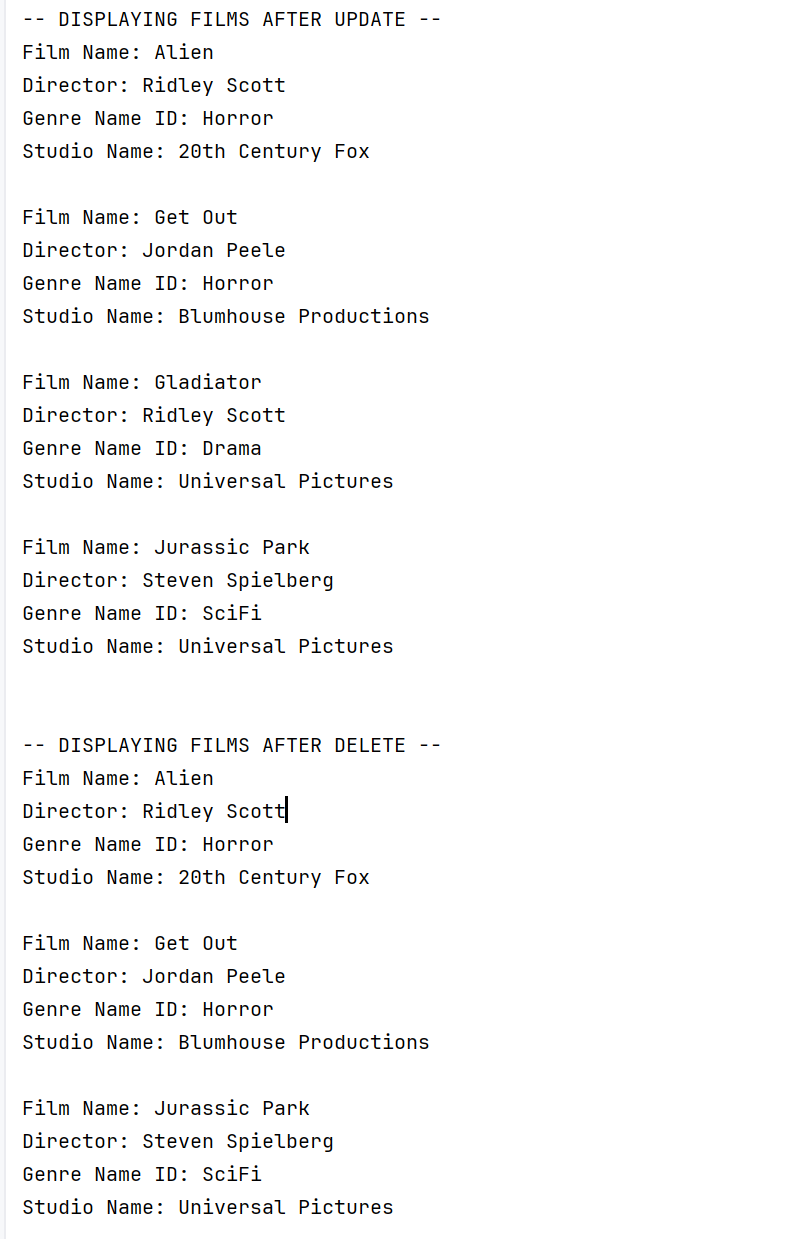 -- DISPLAYING FILMS AFTER UPDATE --
Film Name: Alien
Director: Ridley Scott
Genre Name ID: Horror
Studio Name: 20th Century Fox
Film Name: Get Out
Director: Jordan Peele
Genre Name ID: Horror
Studio Name: Blumhouse Productions
Film Name: Gladiator
Director: Ridley Scott
Genre Name ID: Drama
Studio Name: Universal Pictures
Film Name: Jurassic Park
Director: Steven Spielberg
Genre Name ID: SciFi
Studio Name: Universal Pictures
-- DISPLAYING FILMS AFTER DELETE --
Film Name: Alien
Director: Ridley Scott
Genre Name ID: Horror
Studio Name: 20th Century Fox
Film Name: Get Out
Director: Jordan Peele
Genre Name ID: Horror
Studio Name: Blumhouse Productions
Film Name: Jurassic Park
Director: Steven Spielberg
Genre Name ID: SciFi
Studio Name: Universal Pictures